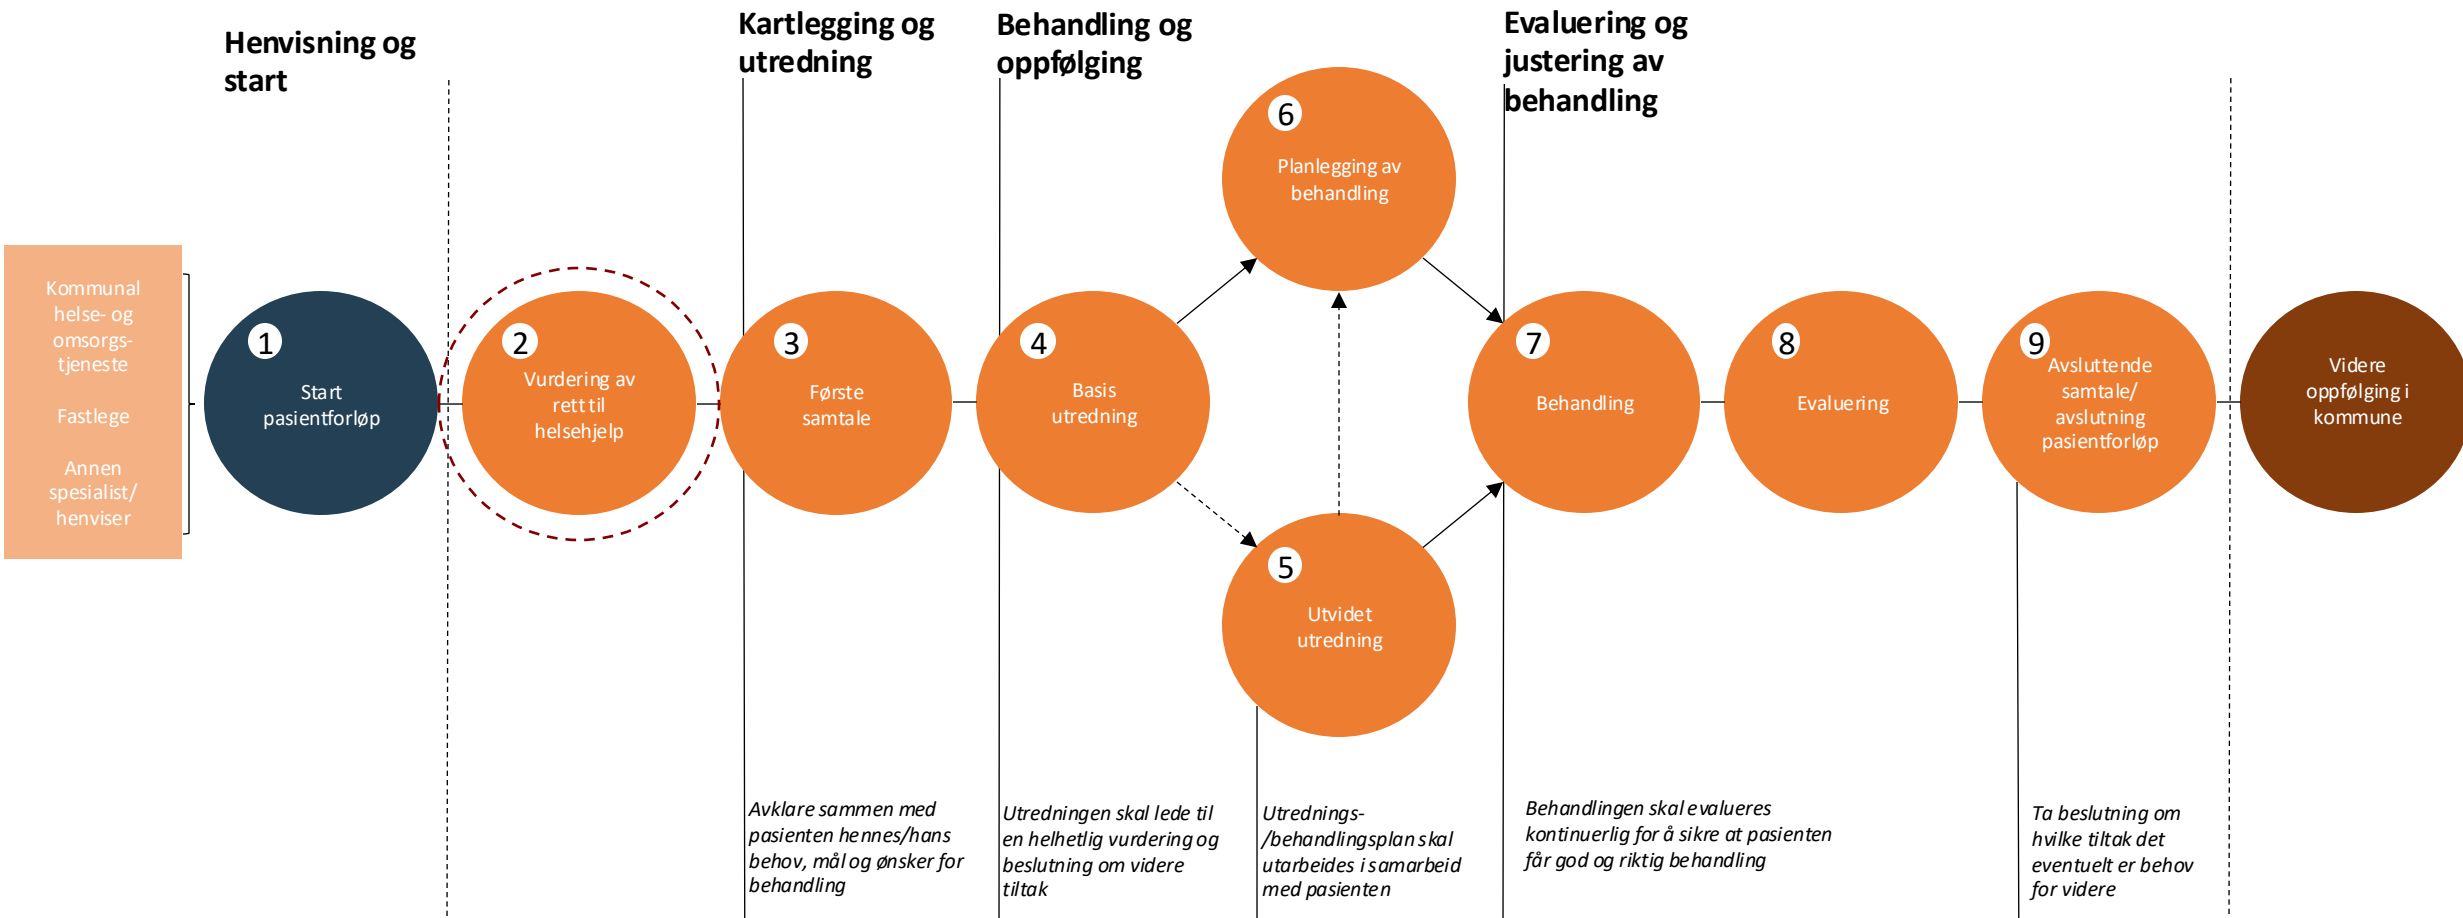 Henvisning og
start
Kartlegging og
utredning
Behandling og
oppfølging
Evaluering og
justering av
behandling
Kommunal
helse- og
omsorgs-
tjeneste
Fastlege
Annen
spesialist/
henviser
1
Start
pasientforløp
2
Vurdering av
rett til
helsehjelp
3
Første
samtale
4
Basis
utredning
5
Utvidet
utredning
6
Planlegging av
behandling
7
Behandling
8
Evaluering
9
Avsluttende
samtale/
avslutning
pasientforløp
Videre
oppfølging i
kommune
Avklare sammen med
pasienten hennes/hans
behov, mål og ønsker for
behandling
Utredningen skal lede til
en helhetlig vurdering og
beslutning om videre
tiltak
Utrednings-
/behandlingsplan skal
utarbeides i samarbeid
med pasienten
Behandlingen skal evalueres
kontinuerlig for å sikre at pasienten
får god og riktig behandling
Ta beslutning om
hvilke tiltak det
eventuelt er behov
for videre